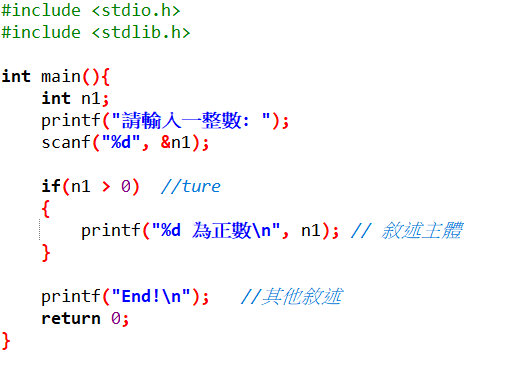 #include <stdio.h>
#include <stdlib.h>
int main(){
int n1;
printf("請輸入一整數: ");
scanf("%d", &n1);
if(n1 > 0)  //ture
{
printf("%d 為正數\n", n1); // 敘述主體
}
printf("End!\n");   //其他敘述
return 0;
}